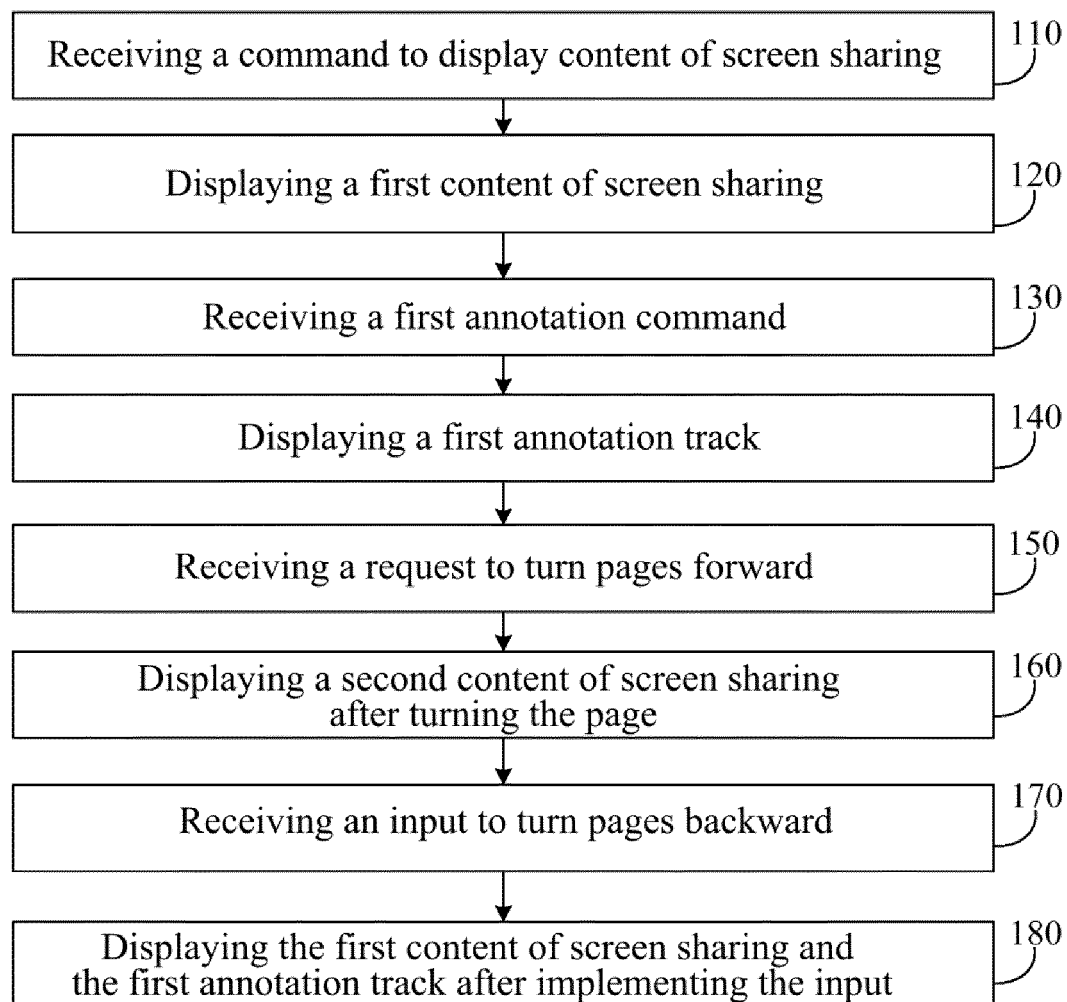 Receiving a command to display content of screen sharing
110
Displaying a first content of screen sharing
120
Receiving a first annotation command
130
Displaying a first annotation track
140
Receiving a request to turn pages forward
150
Displaying a second content of screen sharing
after turning the page
160
Receiving an input to turn pages backward
170
Displaying the first content of screen sharing and
the first annotation track after implementing the input
180